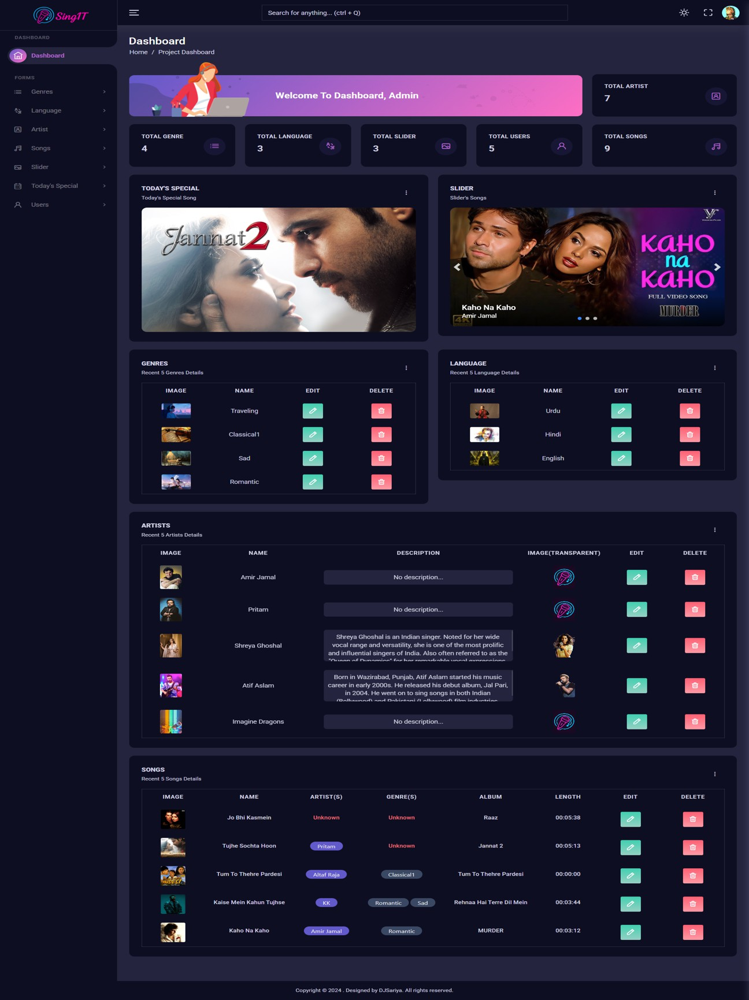 SingIT
Search for anything... (ctrl + Q)
DASHBOARD
Dashboard
FORMS
Genres
Language
Artist
Songs
Slider
Today's Special
Users
Dashboard
Home / Project Dashboard
Welcome To Dashboard, Admin
TOTAL ARTIST
7
TOTAL GENRE
4
TOTAL LANGUAGE
3
TOTAL SLIDER
3
TOTAL USERS
5
TOTAL SONGS
9
TODAY'S SPECIAL
Today's Special Song
Jannat 2
SLIDER
Slider's Songs
KAHO
na
KAHO
FULL VIDEO SONG
MURDER
Kaho Na Kaho
Amir Jamal
4K
GENRES
Recent 5 Genres Details
IMAGE NAME EDIT DELETE
Traveling
Classical1
Sad
Romantic
LANGUAGE
Recent 5 Language Details
IMAGE NAME EDIT DELETE
Urdu
Hindi
English
ARTISTS
Recent 5 Artists Details
IMAGE NAME DESCRIPTION IMAGE(TRANSPARENT) EDIT DELETE
Amir Jamal No description...
Pritam No description...
Shreya Ghoshal
Shreya Ghoshal is an Indian singer. Noted for her wide
vocal range and versatility, she is one of the most prolific
and influential singers of India. Also often referred to as the
"Queen of Dynamics" for her remarkable vocal expressions
Atif Aslam
Born in Wazirabad, Punjab, Atif Aslam started his music
career in early 2000s. He released his debut album, Jal Pari,
in 2004. He went on to sing songs in both Indian
(Bollywood) and Pakistani (Lollywood) film industries
Imagine Dragons No description...
SONGS
Recent 5 Songs Details
IMAGE NAME ARTIST(S) GENRE(S) ALBUM LENGTH EDIT DELETE
Jo Bhi Kasmein Unknown Unknown Raaz 00:05:38
Tujhe Sochta Hoon Pritam Unknown Jannat 2 00:05:13
PARDESI
Tum To Thehre Pardesi Altaf Raja Classical1 Tum To Thehre Pardesi 00:00:00
Kaise Mein Kahun Tujhse KK Romantic Sad Rehnaa Hai Terre Dil Mein 00:03:44
Kaho Na Kaho Amir Jamal Romantic MURDER 00:03:12
Copyright © 2024 . Designed by DJSariya. All rights reserved.